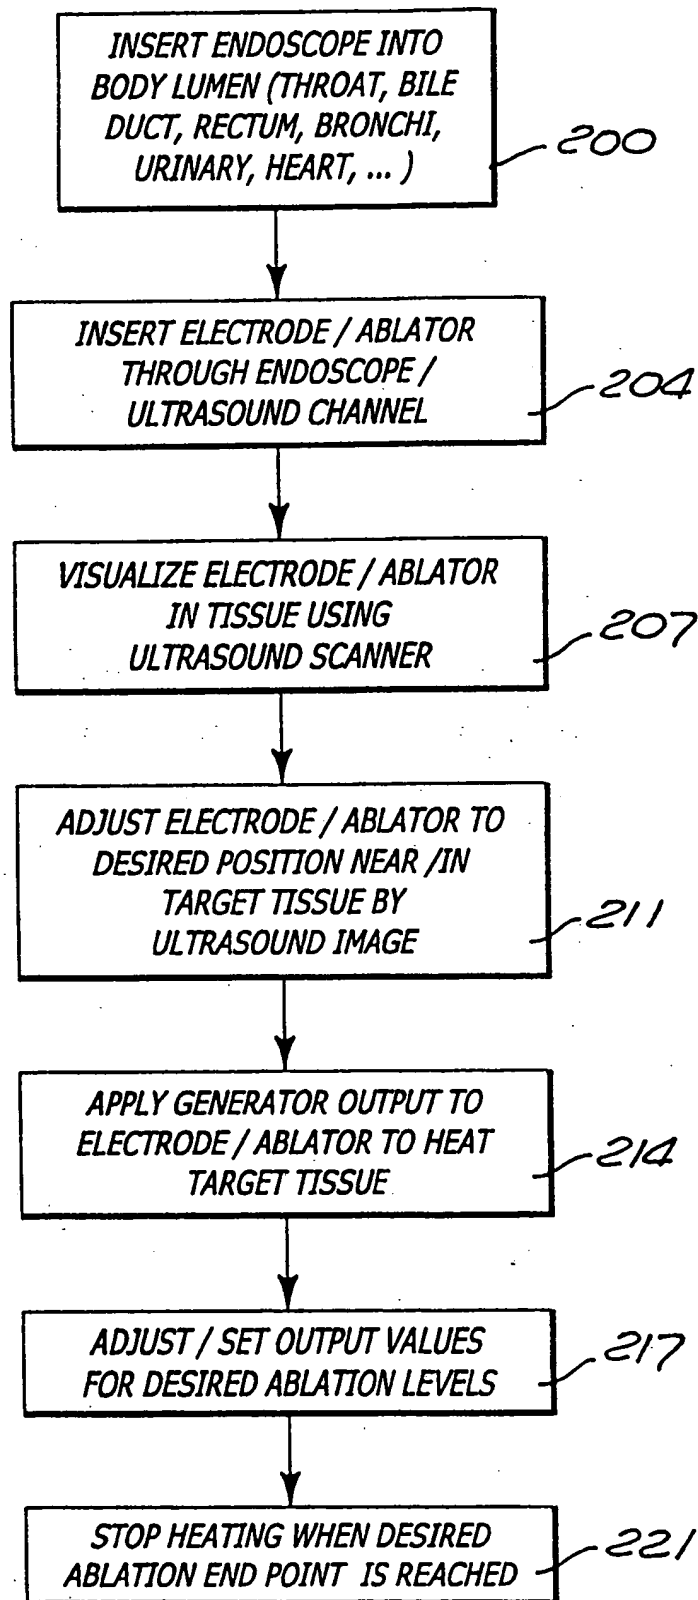 INSERT ENDOSCOPE INTO
BODY LUMEN (THROAT, BILE
DUCT, RECTUM, BRONCHI,
URINARY, HEART, ... )
200
INSERT ELECTRODE / ABLATOR
THROUGH ENDOSCOPE /
ULTRASOUND CHANNEL
204
VISUALIZE ELECTRODE / ABLATOR
IN TISSUE USING
ULTRASOUND SCANNER
207
ADJUST ELECTRODE / ABLATOR TO
DESIRED POSITION NEAR /IN
TARGET TISSUE BY
ULTRASOUND IMAGE
211
APPLY GENERATOR OUTPUT TO
ELECTRODE / ABLATOR TO HEAT
TARGET TISSUE
214
ADJUST / SET OUTPUT VALUES
FOR DESIRED ABLATION LEVELS
217
STOP HEATING WHEN DESIRED
ABLATION END POINT IS REACHED
221